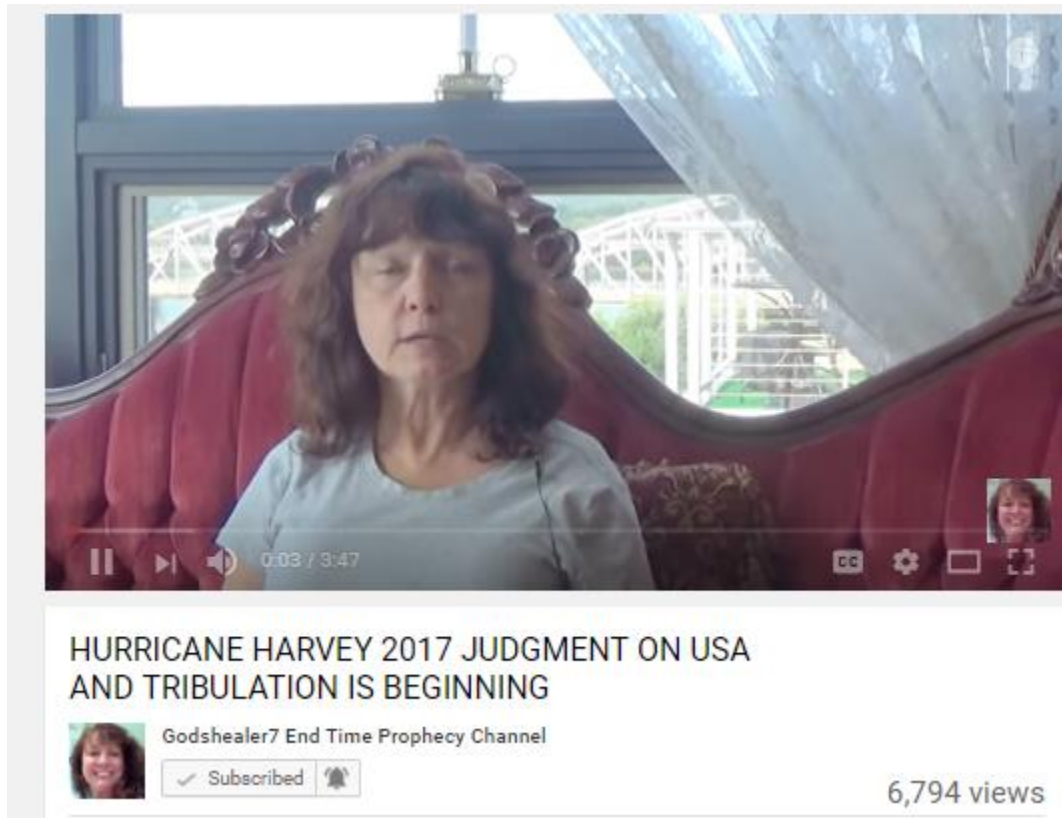 0:03 / 3:47
CC
HURRICANE HARVEY 2017 JUDGMENT ON USA
AND TRIBULATION IS BEGINNING
Godshealer7 End Time Prophecy Channel
Subscribed
6,794 views